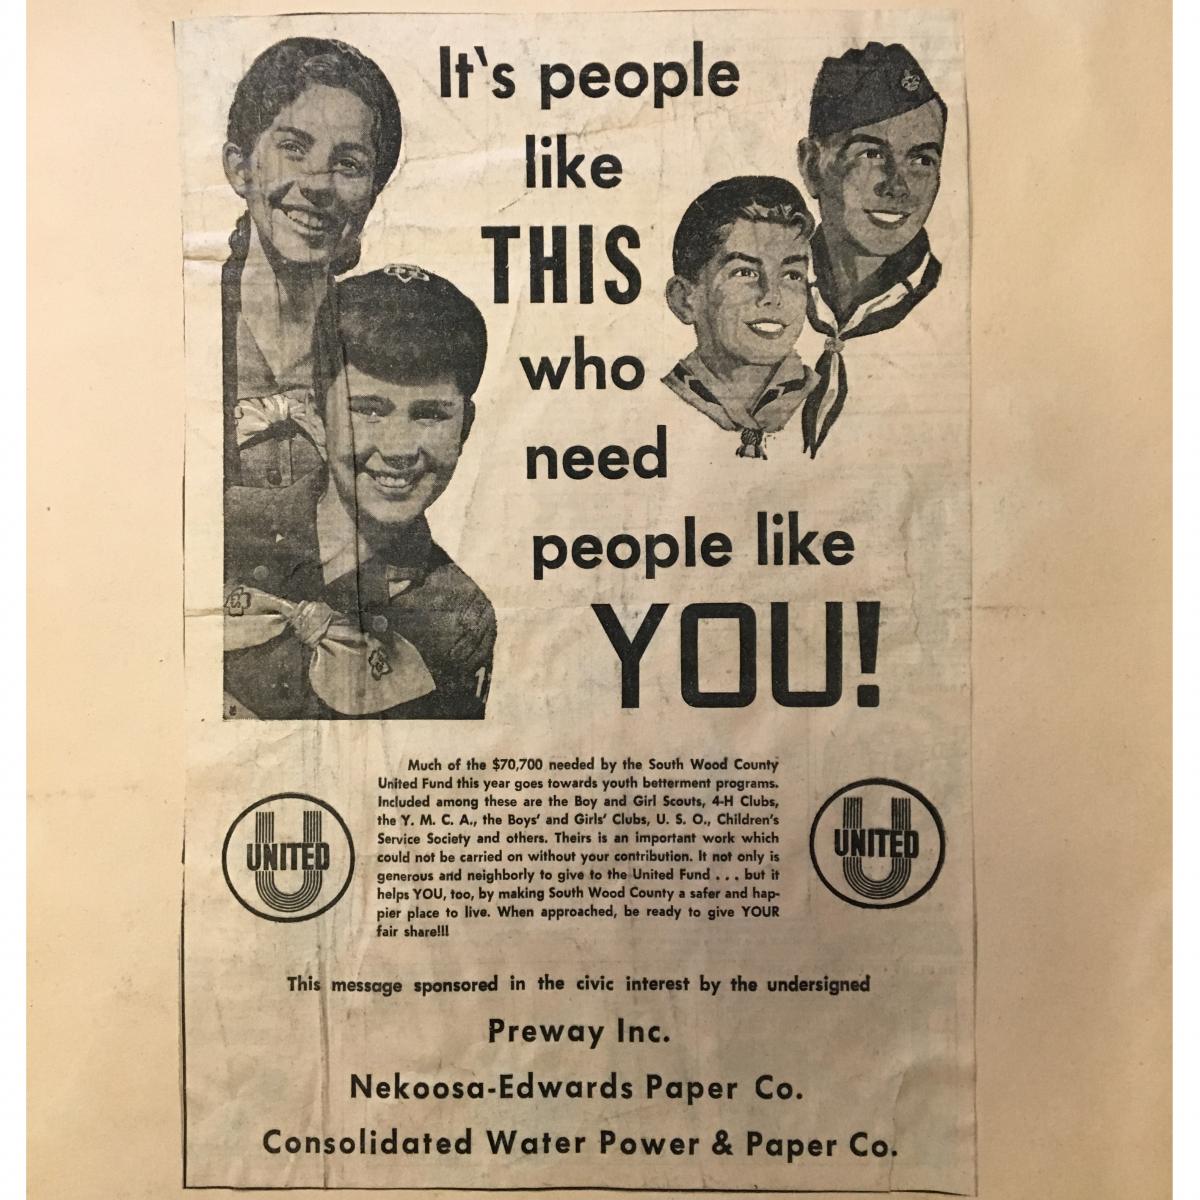 It's people
like
THIS
who
need
people like
YOU!
Much of the $70,700 needed by the South Wood County
United Fund this year goes towards youth betterment programs.
Included among these are the Boy and Girl Scouts, 4-H Clubs,
the Y. M. C. A., the Boys' and Girls' Clubs, U. S. O., Children's
Service Society and others. Theirs is an important work which
could not be carried on without your contribution. It not only is
generous and neighborly to give to the United Fund . . . but it
helps YOU, too, by making South Wood County a safer and hap-
pier place to live. When approached, be ready to give YOUR
fair share!!!
UNITED
UNITED
This message sponsored in the civic interest by the undersigned
Preway Inc.
Nekoosa-Edwards Paper Co.
Consolidated Water Power & Paper Co.